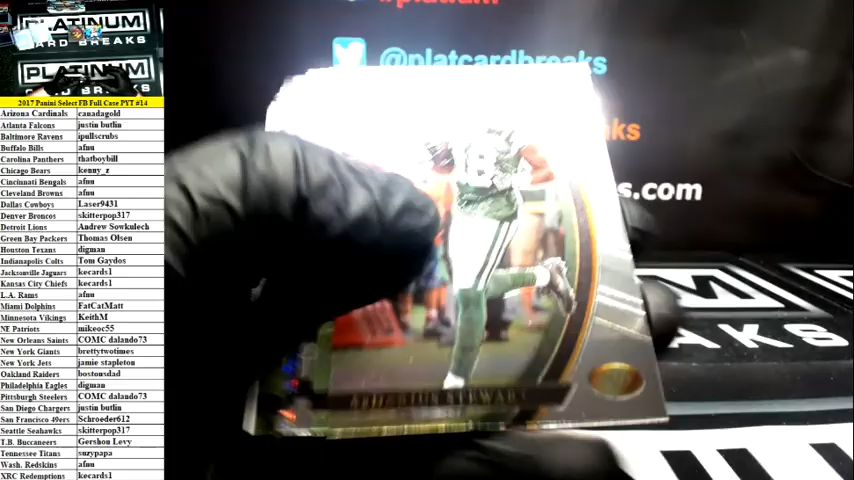 PLATINUM
CARD BREAKS
PLATINUM
2017 Panini Select FB Full Case PYT #14
Arizona Cardinals canadagold
Atlanta Falcons justin butlin
Baltimore Ravens ipullscrubs
Buffalo Bills afnu
Carolina Panthers thatboybill
Chicago Bears kenny_z
Cincinnati Bengals afnu
Cleveland Browns afnu
Dallas Cowboys Laser9431
Denver Broncos skitterpop317
Detroit Lions Andrew Sowkulech
Green Bay Packers Thomas Olsen
Houston Texans digman
Indianapolis Colts Tom Gaydos
Jacksonville Jaguars kecards1
Kansas City Chiefs kecards1
L.A. Rams afnu
Miami Dolphins FatCatMatt
Minnesota Vikings KeithM
NE Patriots mikeoc55
New Orleans Saints COMC dalando73
New York Giants brettytwotimes
New York Jets jamie stapleton
Oakland Raiders bostonsdad
Philadelphia Eagles digman
Pittsburgh Steelers COMC dalando73
San Diego Chargers justin butlin
San Francisco 49ers Schroeder612
Seattle Seahawks skitterpop317
T.B. Buccaneers Gershon Levy
Tennessee Titans suzypapa
Wash. Redskins afnu
XRC Redemptions kecards1
#platinum
@platcardbreaks
ks
s.com
ARDARIUS STEWART
BREAKS